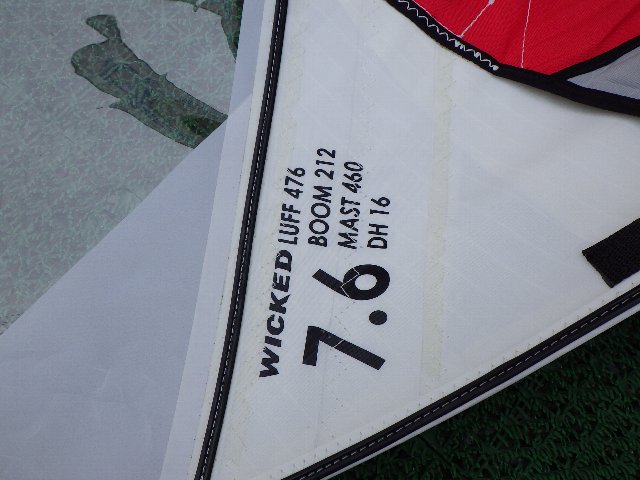 WICKED LUFF 476
BOOM 212
MAST 460
DH 16
7.6